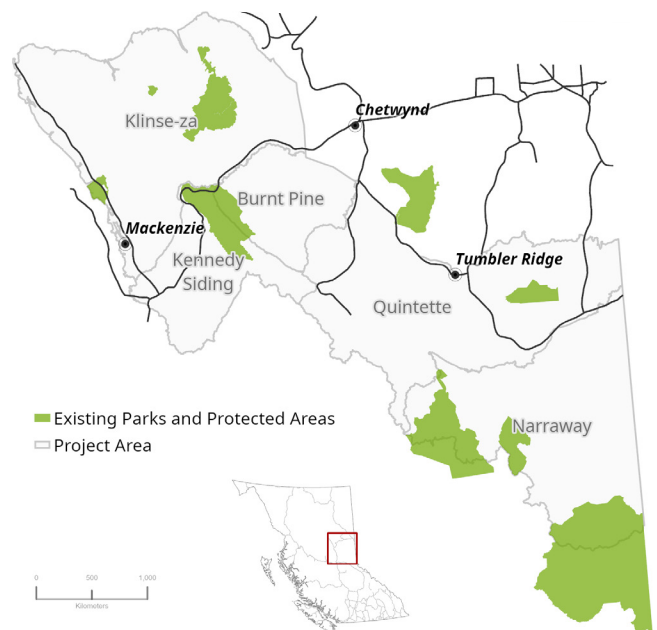 Chetwynd
Klinse-za
Burnt Pine
Mackenzie
Kennedy
Siding
Tumbler Ridge
Quintette
Existing Parks and Protected Areas
Project Area
Narraway
0 500 1,000
Kilometers